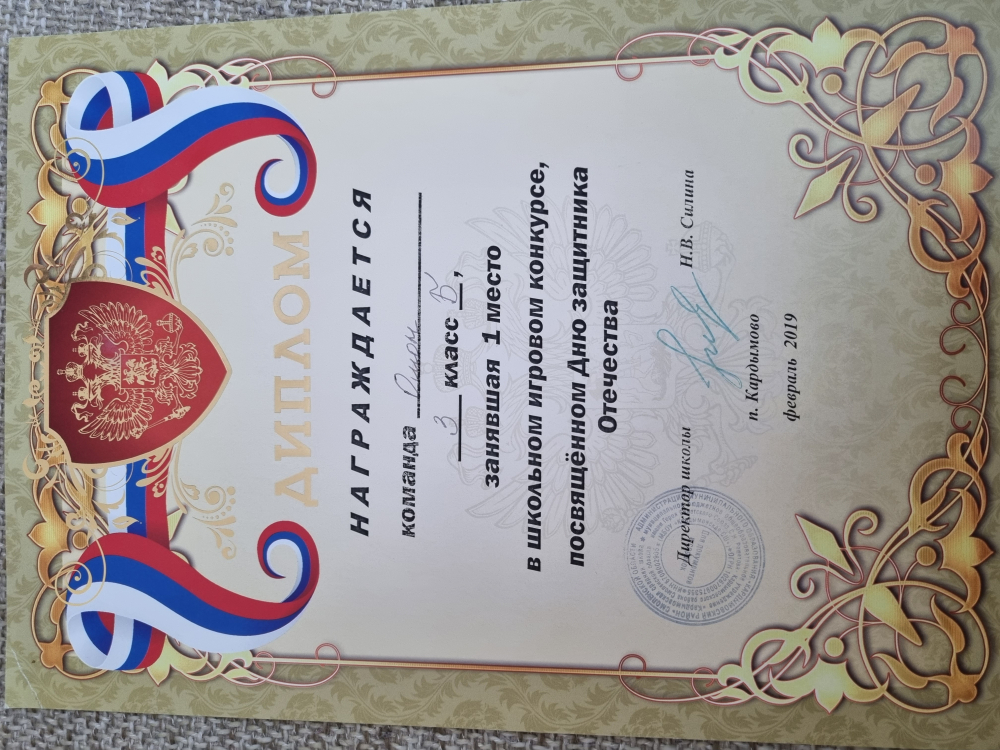 ДИПЛОМ
НАГРАЖДАЕТСЯ
команда
3 класс Б,
занявшая 1 место
в школьном игровом конкурсе,
посвящённом Дню защитника
Отечества
Директор школы Н.В. Силина
п. Кардымово
февраль 2019